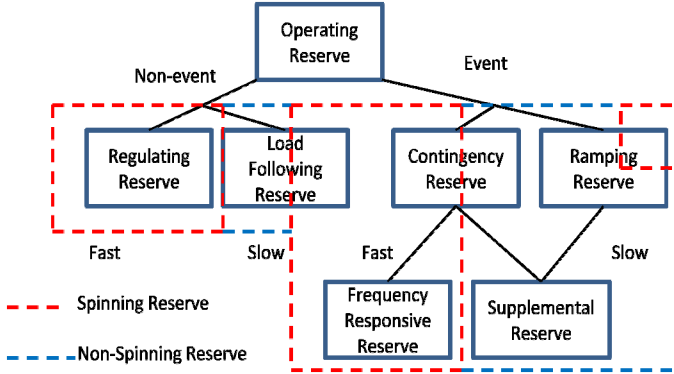 Operating
Reserve
Non-event
Event
Regulating
Reserve
Load
Following
Reserve
Contingency
Reserve
Ramping
Reserve
Fast
Slow
Fast
Slow
Frequency
Responsive
Reserve
Supplemental
Reserve
Spinning Reserve
Non-Spinning Reserve